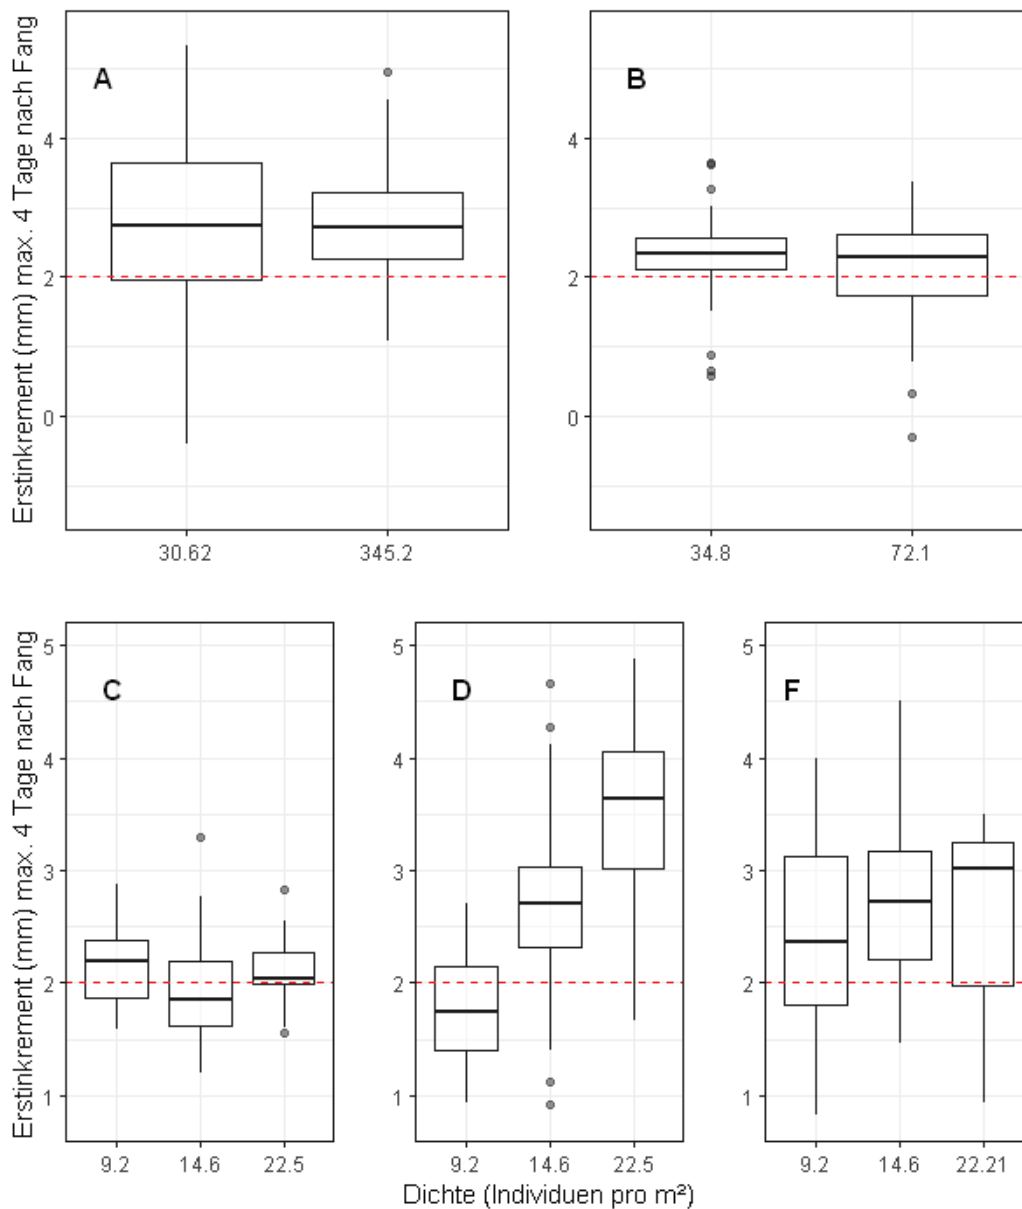 Erstinkrement (mm) max. 4 Tage nach Fang
A
4
2
0
30.62 345.2
B
4
2
0
34.8 72.1
Erstinkrement (mm) max. 4 Tage nach Fang
C
5
4
3
2
1
9.2 14.6 22.5
D
5
4
3
2
1
9.2 14.6 22.5
F
5
4
3
2
1
9.2 14.6 22.21
Dichte (Individuen pro m²)